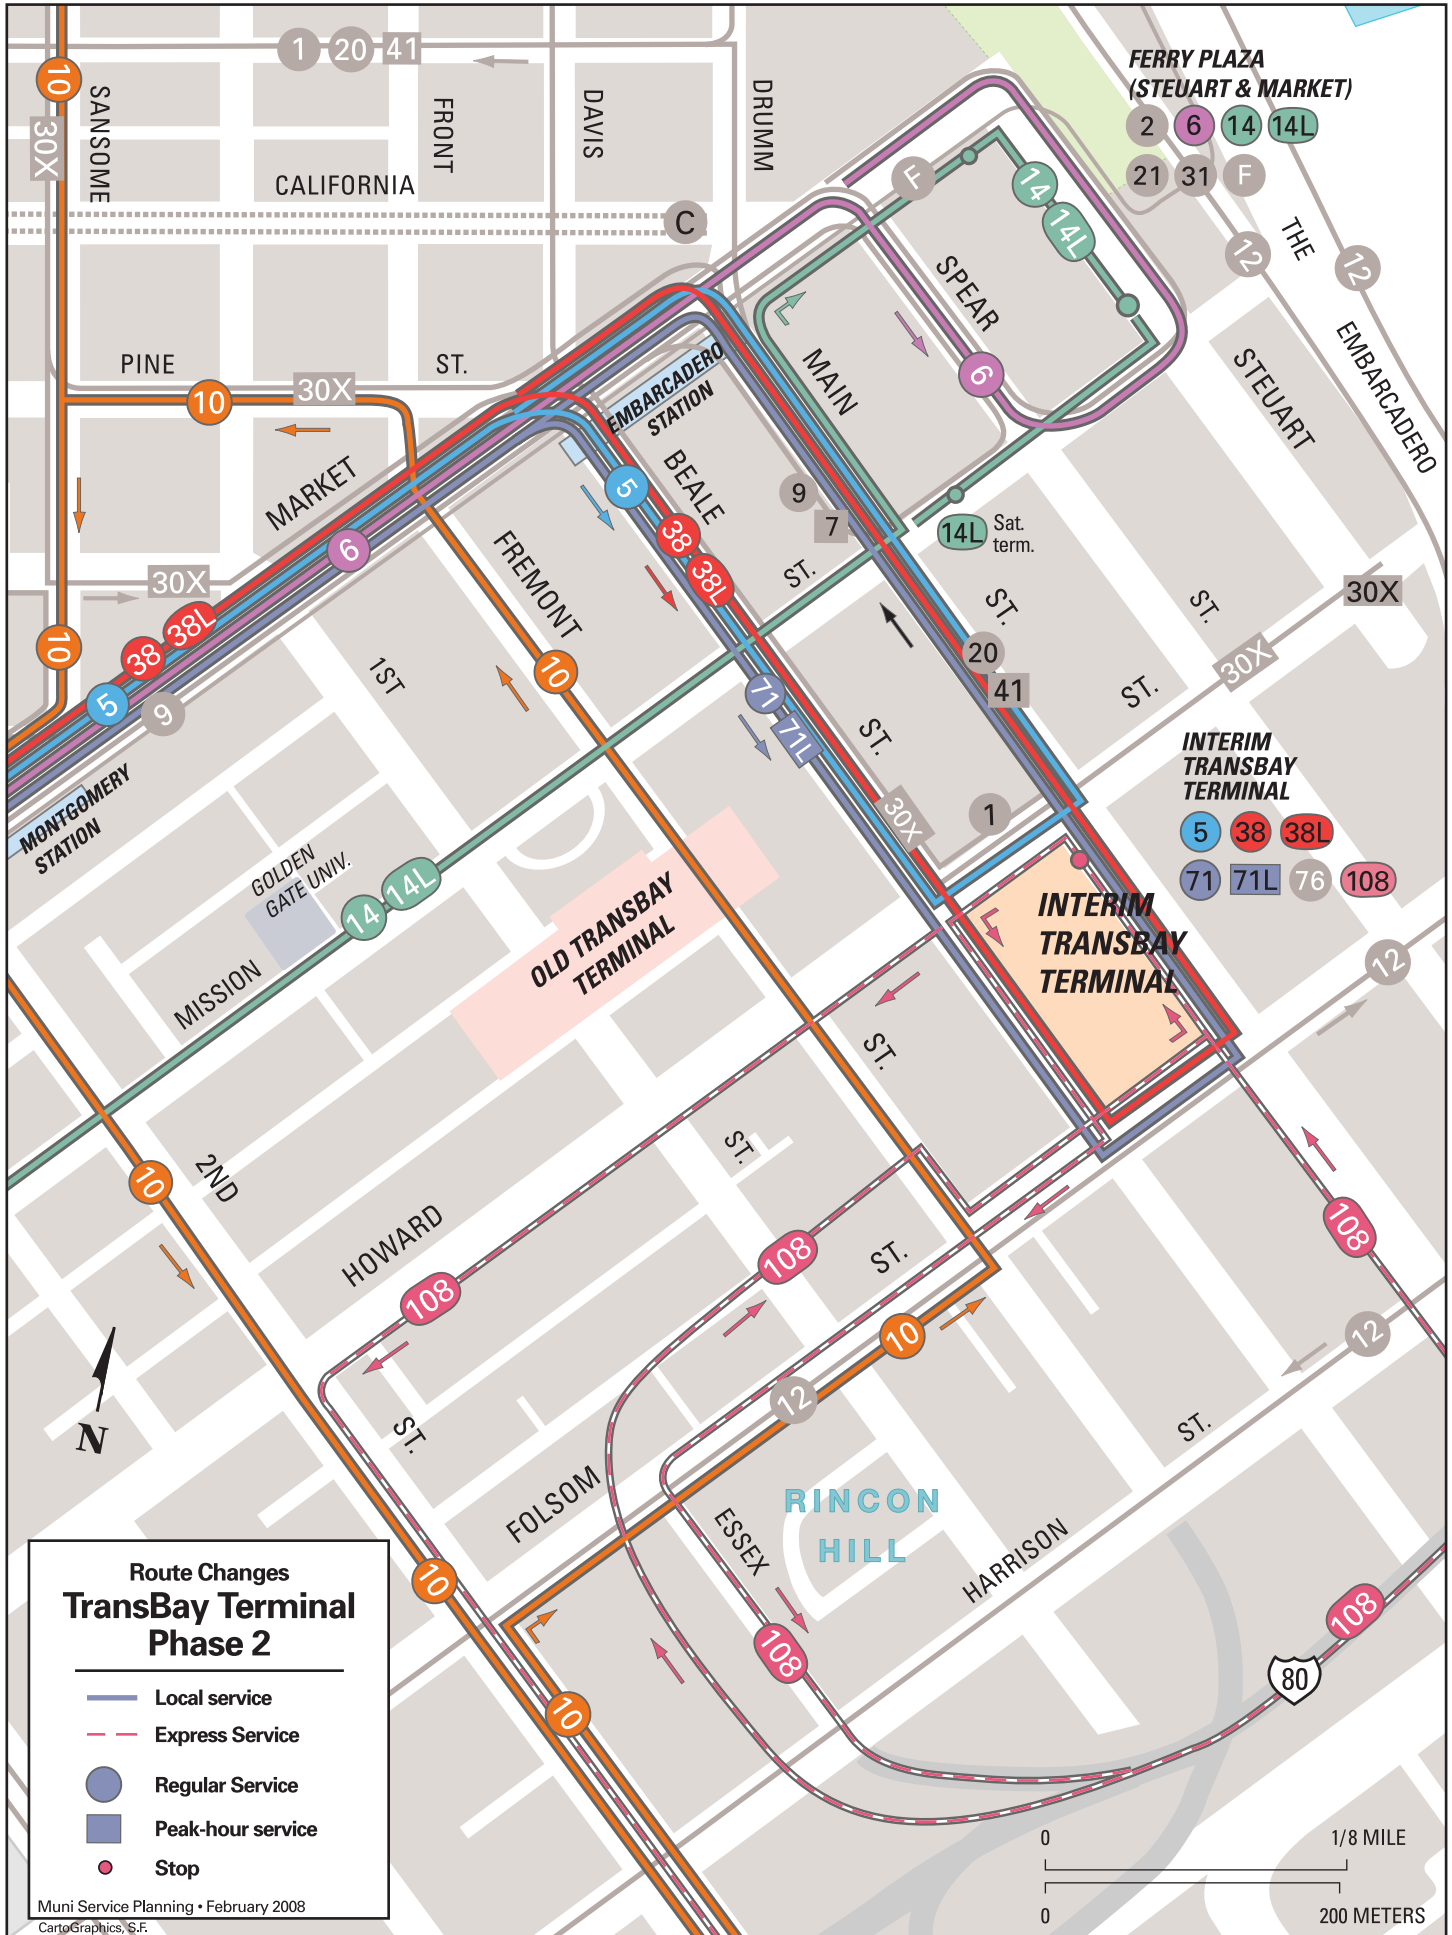 FERRY PLAZA
(STEUART & MARKET)
2 6 14 14L
21 31 F
1 20 41
10
30X
SANSOME
FRONT
DAVIS
DRUMM
CALIFORNIA
C
F
14
14L
THE
EMBARCADERO
12
12
SPEAR
STEUART
PINE
ST.
10
30X
EMBARCADERO
STATION
MAIN
6
MARKET
BEALE
5
9
7
14L
Sat.
term.
38
38L
6
FREMONT
ST.
ST.
ST.
30X
30X
30X
38L
38
10
5
9
1ST
10
71
71L
20
41
ST.
ST.
INTERIM
TRANSBAY
TERMINAL
5 38 38L
71 71L 76 108
MONTGOMERY
STATION
30X
1
GOLDEN
GATE UNIV.
14L
14
OLD TRANSBAY
TERMINAL
INTERIM
TRANSBAY
TERMINAL
12
MISSION
ST.
10
2ND
ST.
HOWARD
108
108
ST.
108
10
12
12
ST.
ST.
FOLSOM
ESSEX
RINCON
HILL
HARRISON
10
108
108
80
10
N
Route Changes
TransBay Terminal
Phase 2
Local service
Express Service
Regular Service
Peak-hour service
Stop
Muni Service Planning • February 2008
CartoGraphics, S.F.
0 1/8 MILE
0 200 METERS